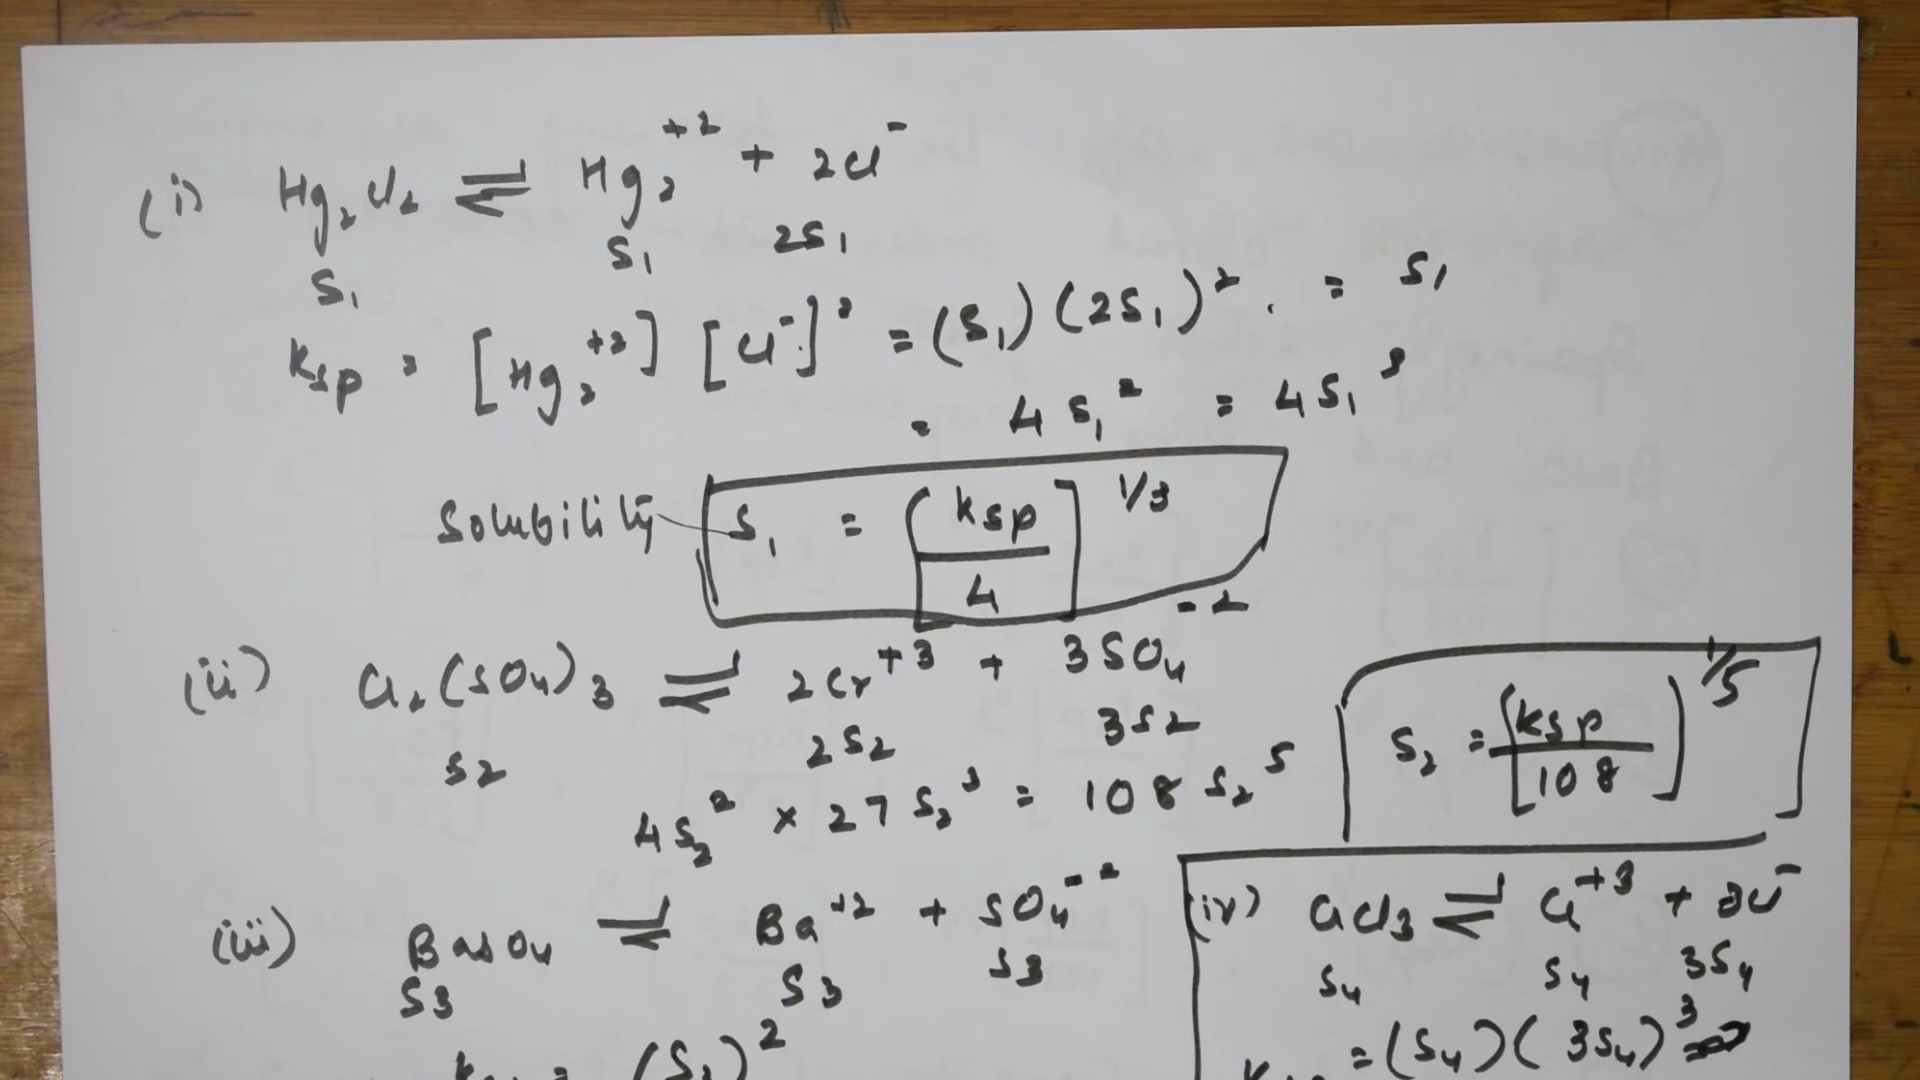 (i) Hg₂Cl₂ ⇌ Hg₂⁺² + 2Cl⁻
S₁ S₁ 2S₁
Ksp = [Hg₂⁺²] [Cl⁻]² = (S₁) (2S₁)². = S₁
= 4S₁² = 4S₁³
Solubility S₁ = [Ksp/4]^1/3
(ii) Cr₂(SO₄)₃ ⇌ 2Cr⁺³ + 3SO₄⁻²
S2 2S2 3S2
4S₂² × 27S₂³ = 108 S₂⁵
S₂ = [Ksp/108]^1/5
(iii) BaSO₄ ⇌ Ba⁺² + SO₄⁻²
S3 S3 S3
= (S₃)²
(iv) CrCl₃ ⇌ Cr⁺³ + 3Cl⁻
S₄ S₄ 3S₄
= (S₄)(3S₄)³